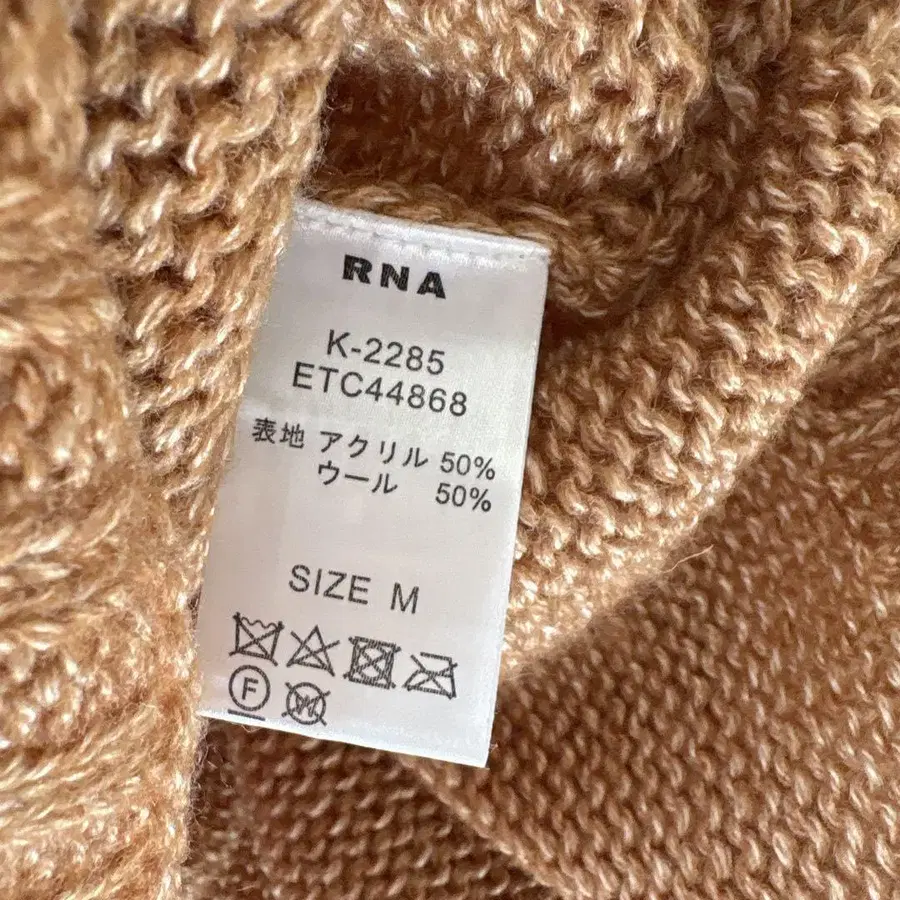 RNA
K-2285
ETC44868
表地 アクリル 50%
ウール 50%
SIZE M
F
W